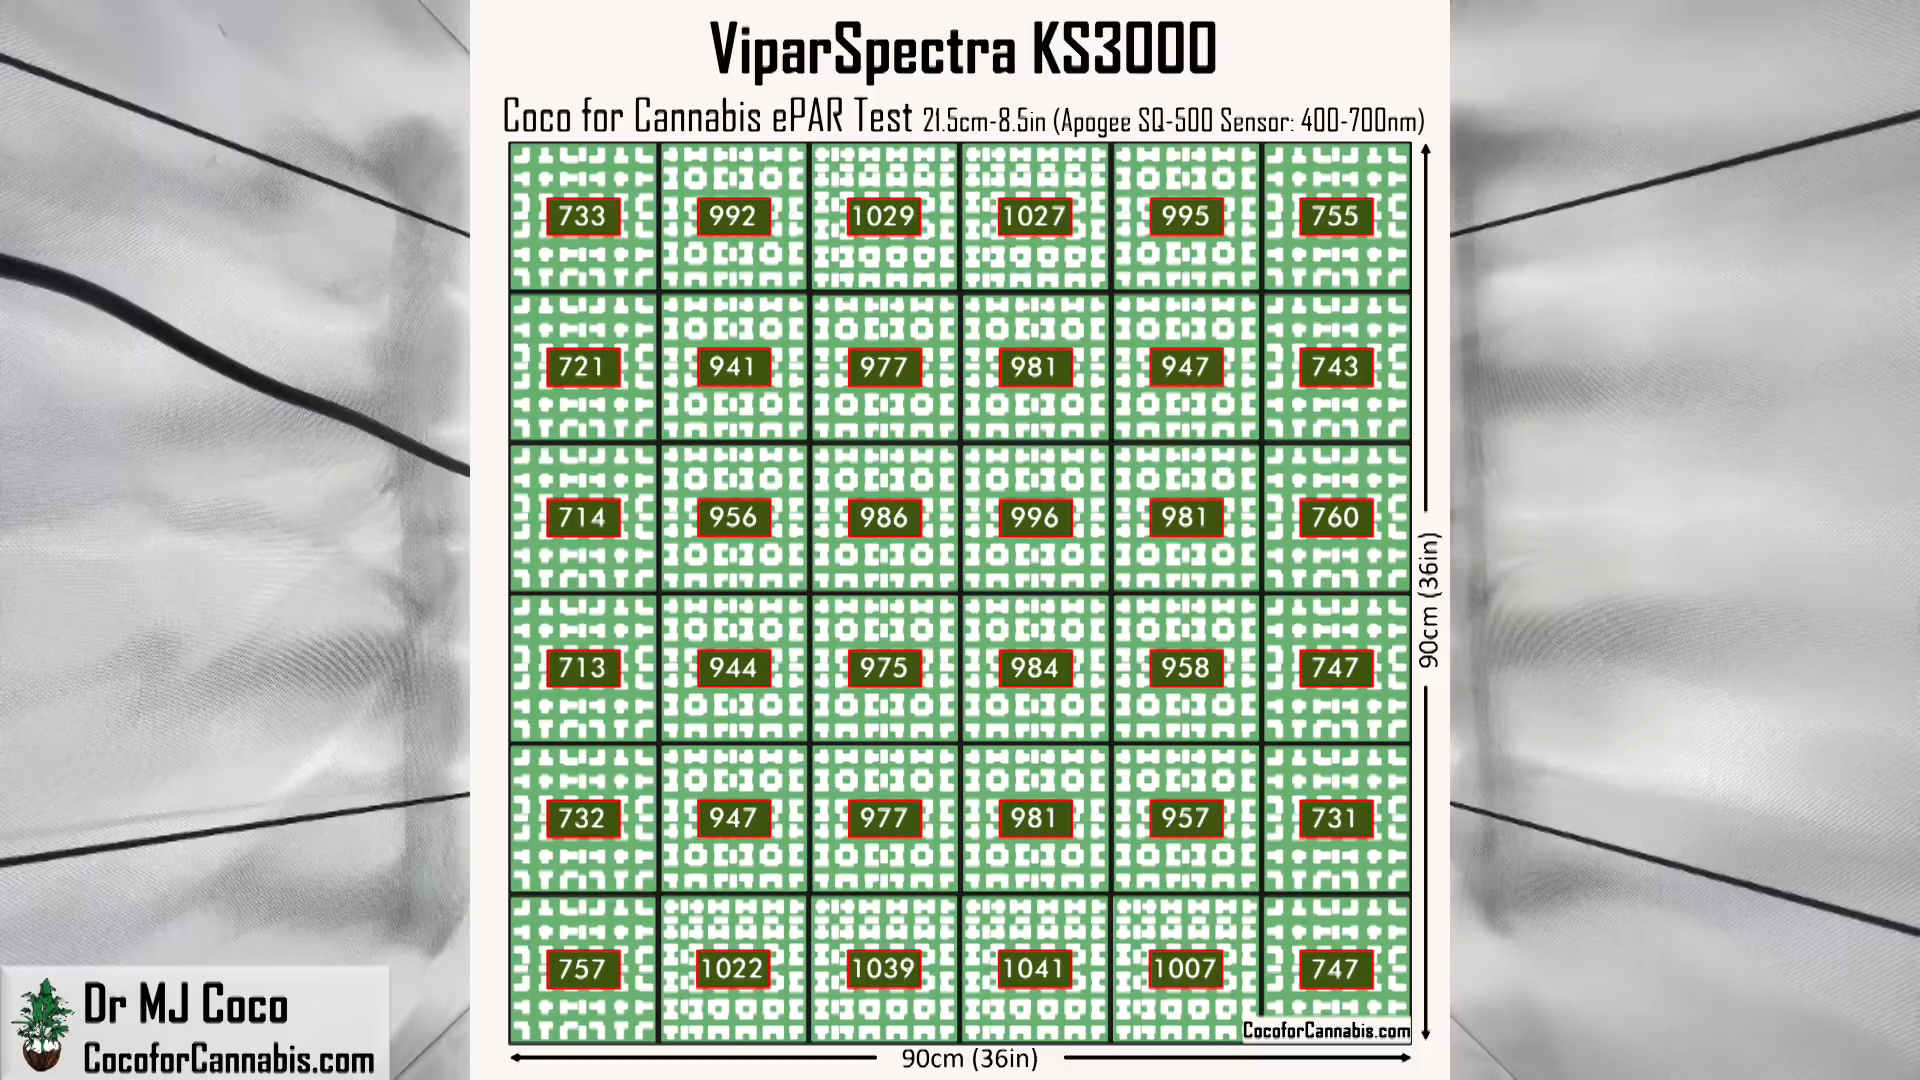 ViparSpectra KS3000
Coco for Cannabis ePAR Test 21.5cm-8.5in (Apogee SQ-500 Sensor: 400-700nm)
733 992 1029 1027 995 755
721 941 977 981 947 743
714 956 986 996 981 760
713 944 975 984 958 747
732 947 977 981 957 731
757 1022 1039 1041 1007 747
90cm (36in)
CocoforCannabis.com
90cm (36in)
Dr MJ Coco
CocoforCannabis.com